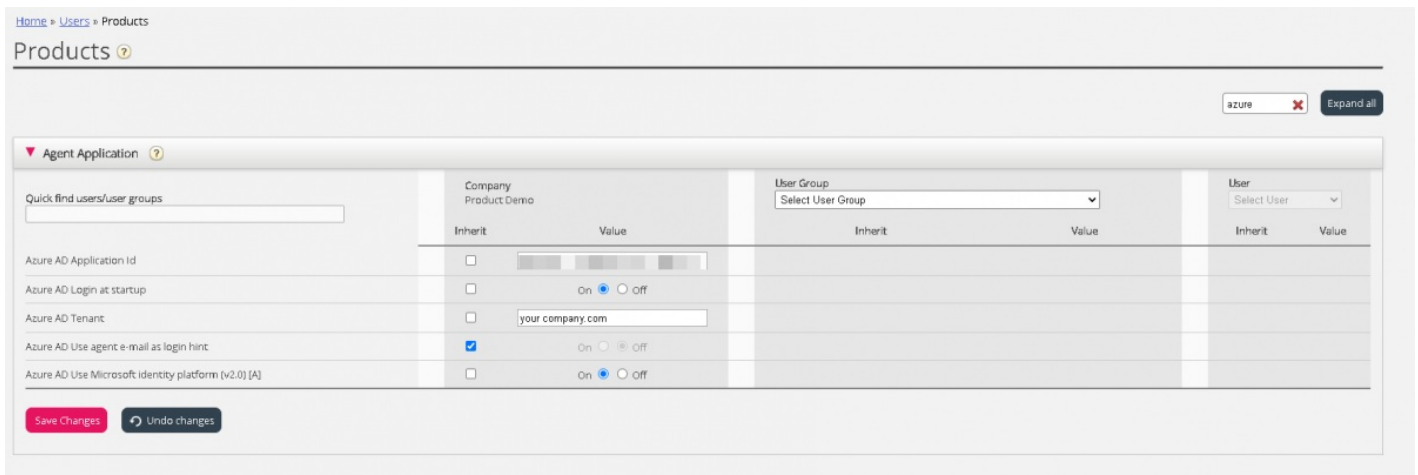 Home » Users » Products
Products ?
azure Expand all
Agent Application ?
Quick find users/user groups
Company
Product Demo
User Group
Select User Group
User
Select User
Inherit Value Inherit Value Inherit Value
Azure AD Application Id
Azure AD Login at startup On Off
Azure AD Tenant your company.com
Azure AD Use agent e-mail as login hint On Off
Azure AD Use Microsoft identity platform (v2.0) [A] On Off
Save Changes Undo changes